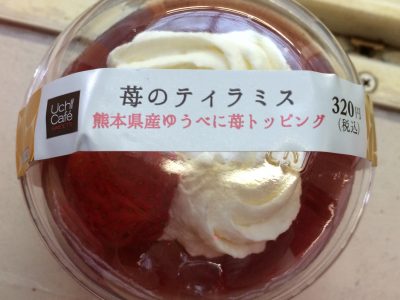 Uchi
Café
苺のティラミス
熊本県産ゆうべに苺トッピング
320円
(税込)